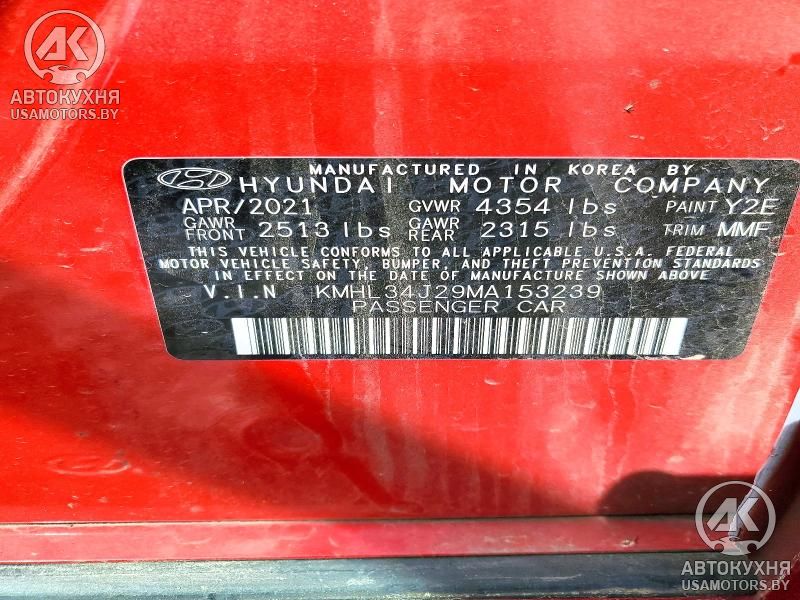 AK
АВТОКУХНЯ
USAMOTORS.BY
MANUFACTURED IN KOREA BY
HYUNDAI MOTOR COMPANY
APR/2021 GVWR 4354 lbs PAINT Y2E
GAWR FRONT 2513 lbs GAWR REAR 2315 lbs TRIM MMF
THIS VEHICLE CONFORMS TO ALL APPLICABLE U.S.A. FEDERAL
MOTOR VEHICLE SAFETY, BUMPER, AND THEFT PREVENTION STANDARDS
IN EFFECT ON THE DATE OF MANUFACTURE SHOWN ABOVE
V.I.N KMHL34J29MA153239
PASSENGER CAR
AK
АВТОКУХНЯ
USAMOTORS.BY